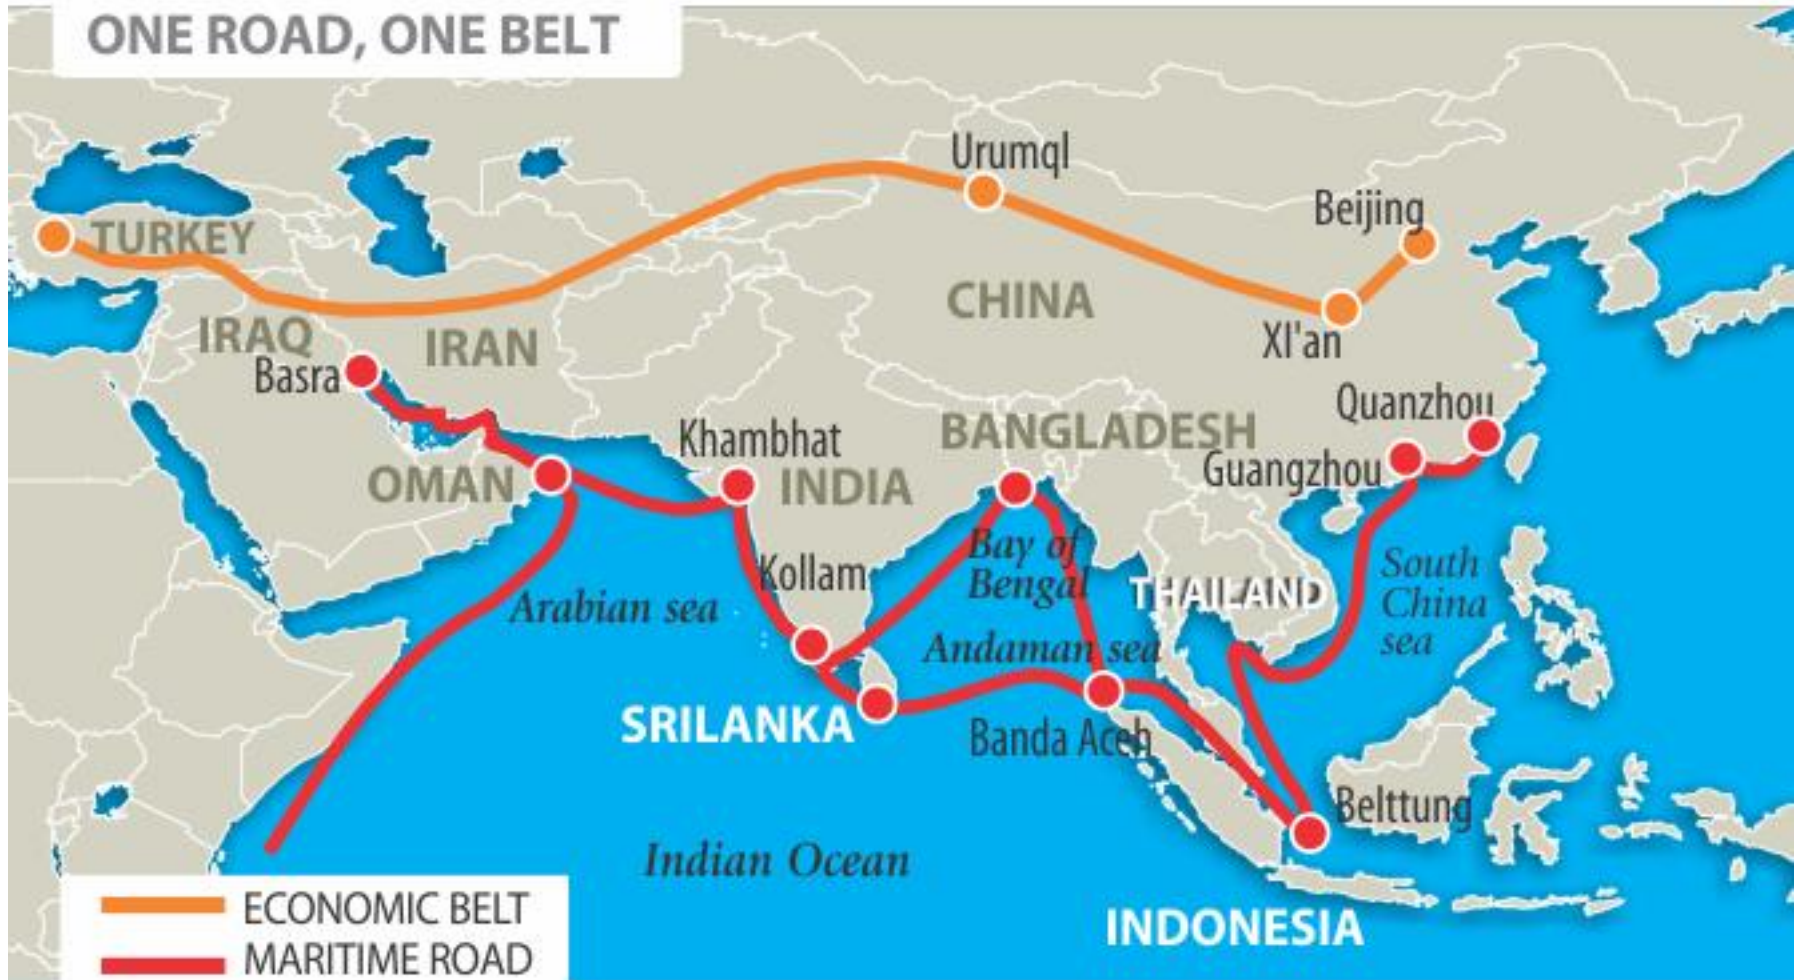 ONE ROAD, ONE BELT
Urumql
Beijing
TURKEY
CHINA
IRAQ
IRAN
XI'an
Basra
Quanzhou
Khambhat
BANGLADESH
Guangzhou
OMAN
INDIA
Bay of
Bengal
Kollam
South
China
sea
THAILAND
Arabian sea
Andaman sea
SRILANKA
Banda Aceh
Belttung
Indian Ocean
ECONOMIC BELT
MARITIME ROAD
INDONESIA